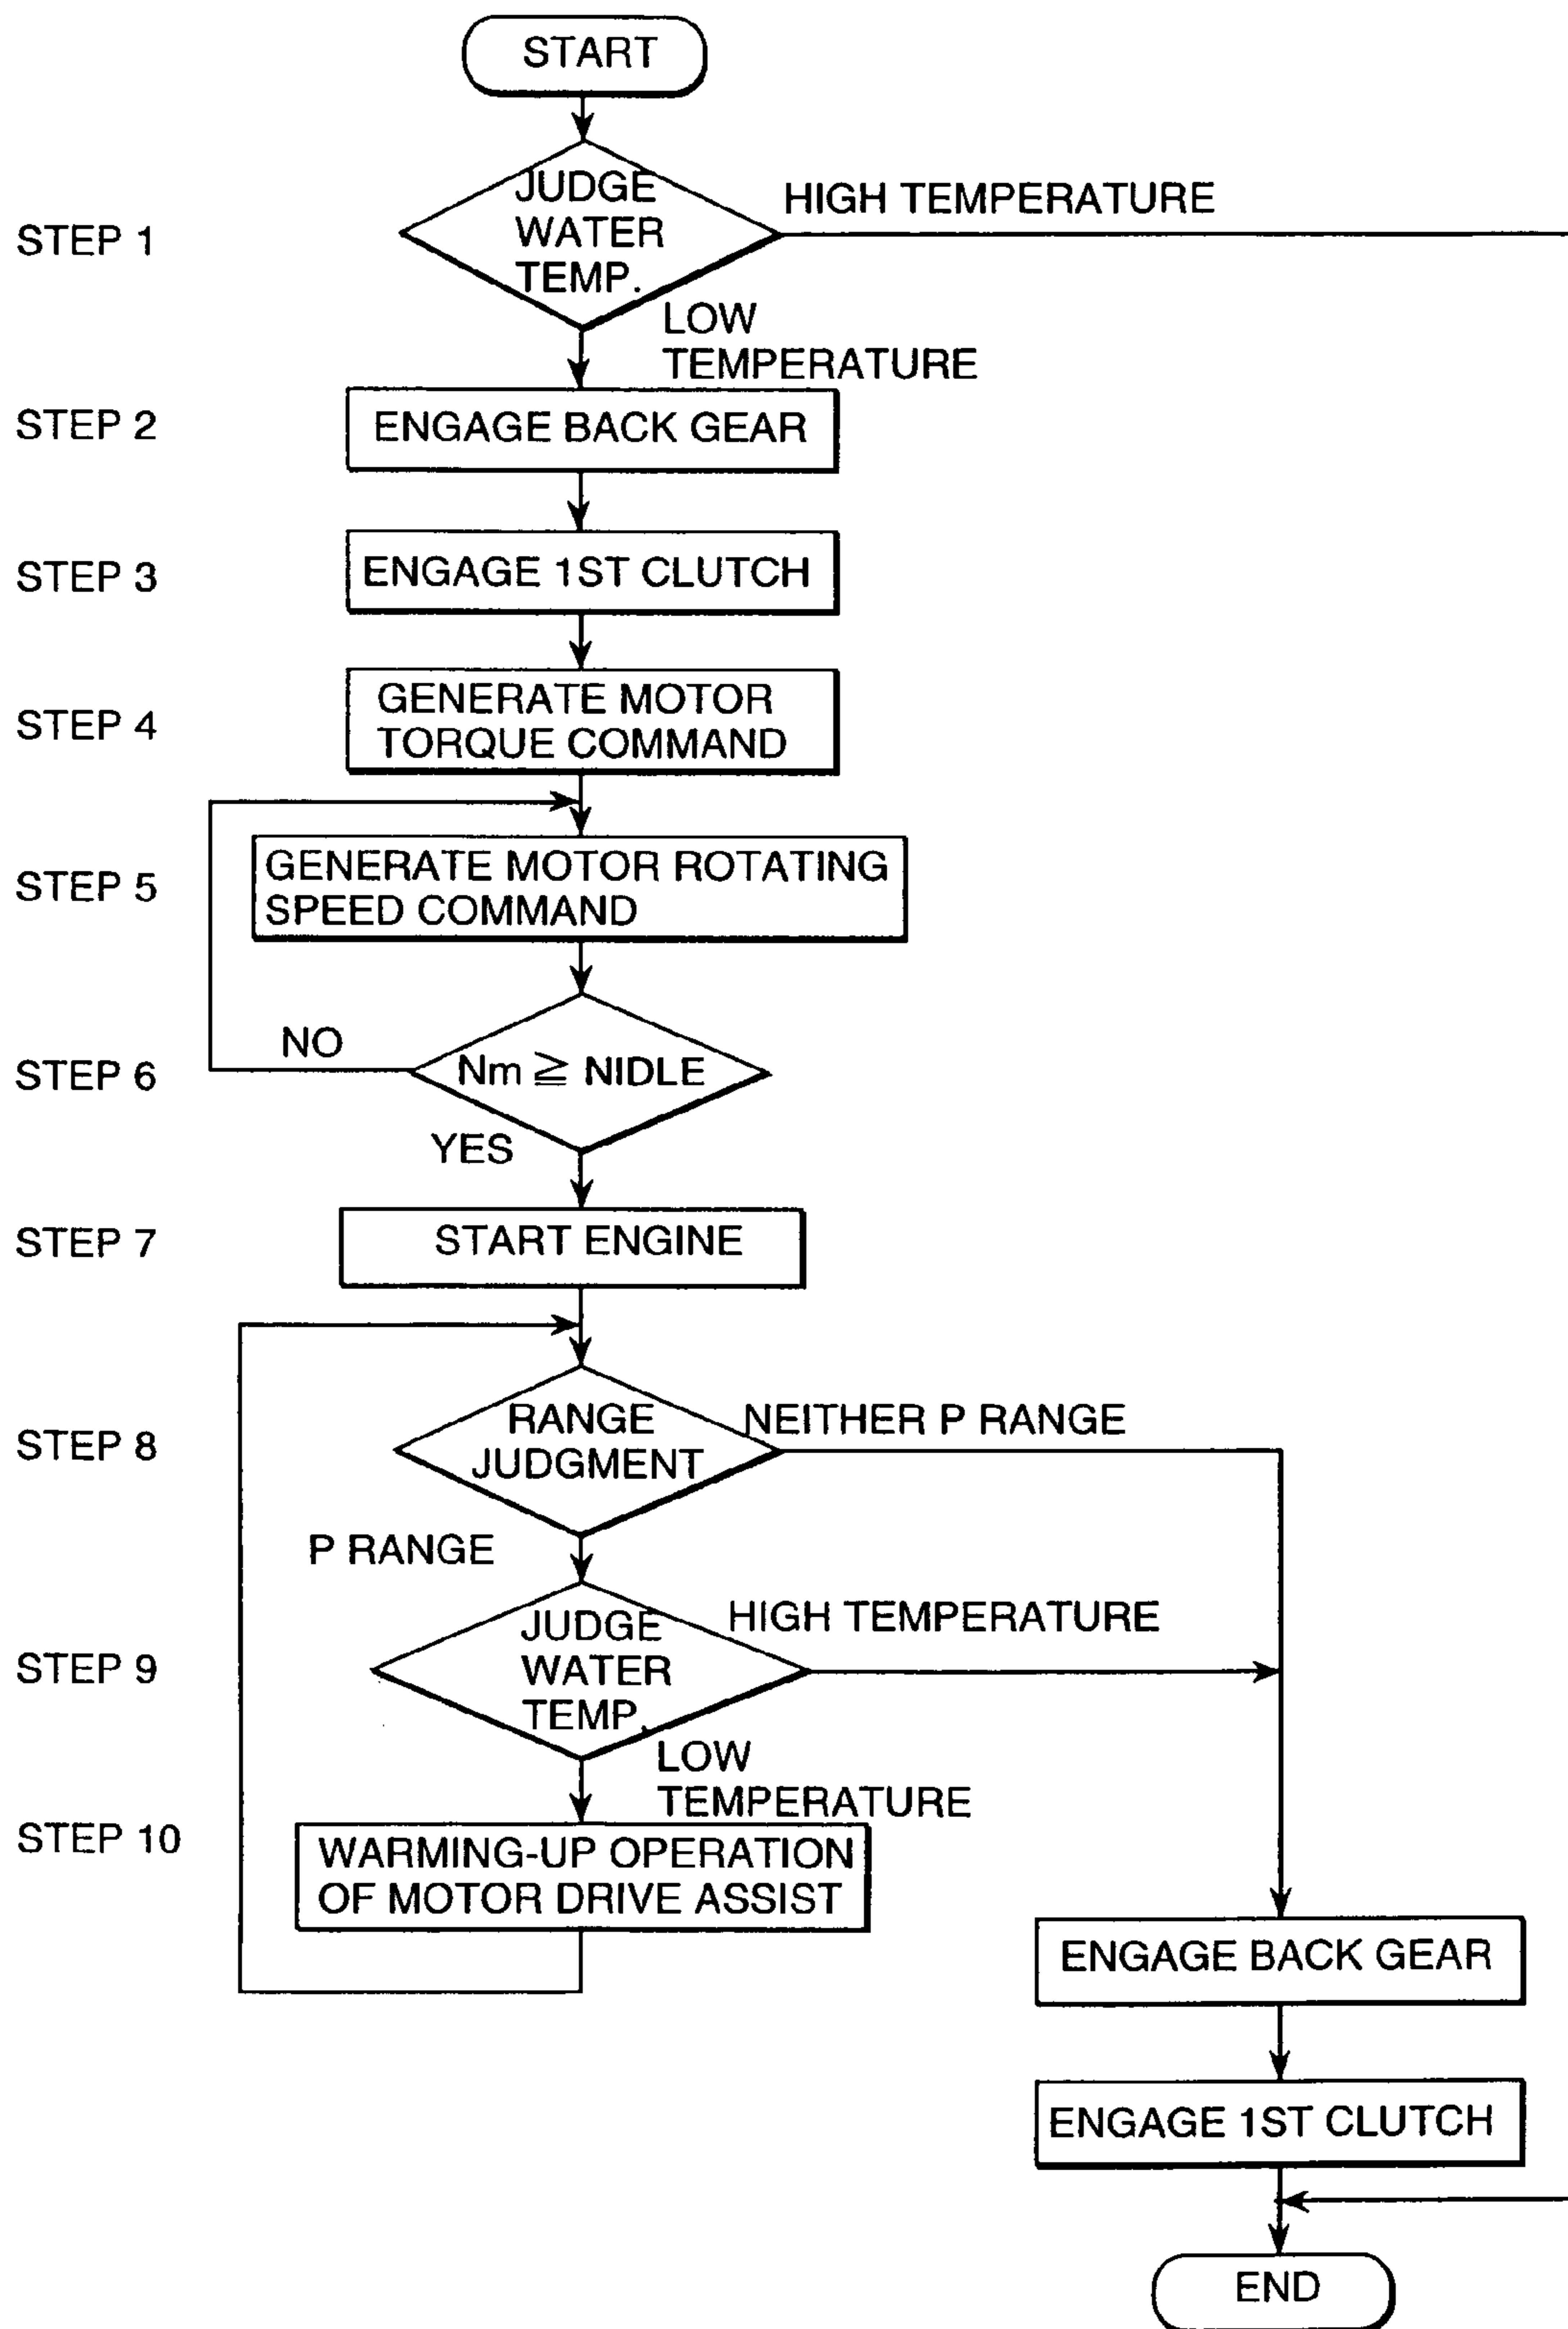 START
JUDGE
WATER
TEMP.
HIGH TEMPERATURE
STEP 1
LOW
TEMPERATURE
STEP 2
ENGAGE BACK GEAR
STEP 3
ENGAGE 1ST CLUTCH
STEP 4
GENERATE MOTOR
TORQUE COMMAND
STEP 5
GENERATE MOTOR ROTATING
SPEED COMMAND
NO
STEP 6
Nm ≧ NIDLE
YES
STEP 7
START ENGINE
STEP 8
RANGE
JUDGMENT
NEITHER P RANGE
P RANGE
STEP 9
JUDGE
WATER
TEMP.
HIGH TEMPERATURE
LOW
TEMPERATURE
STEP 10
WARMING-UP OPERATION
OF MOTOR DRIVE ASSIST
ENGAGE BACK GEAR
ENGAGE 1ST CLUTCH
END